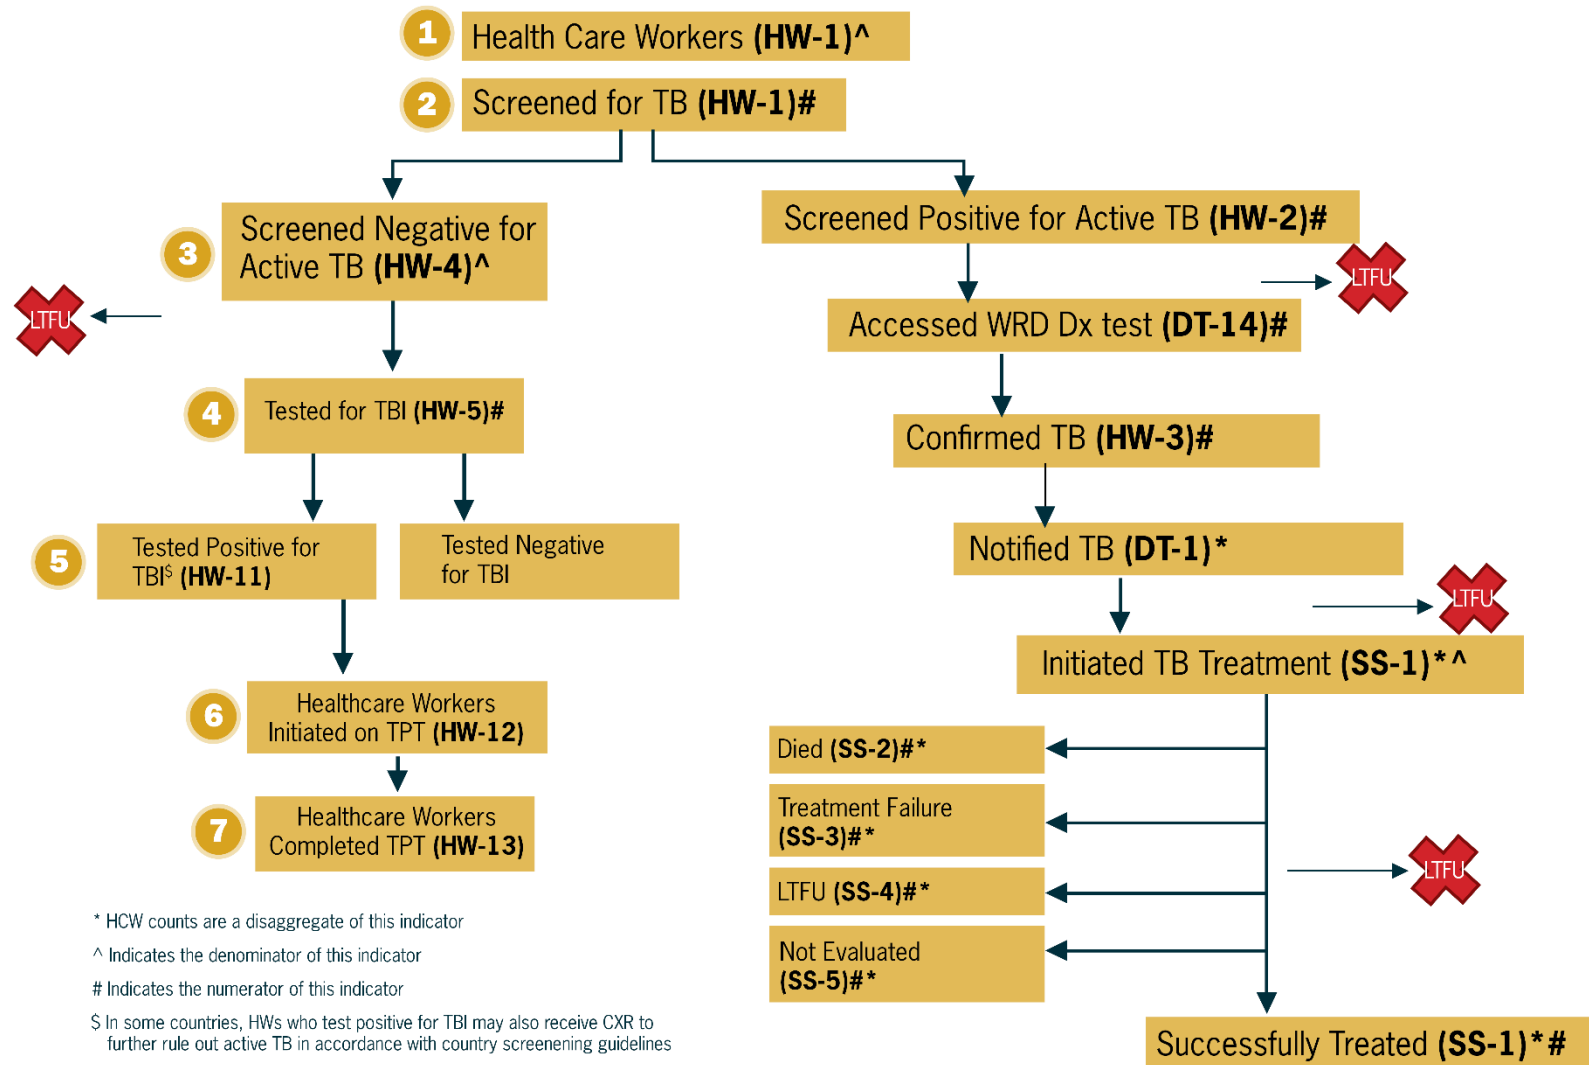 1
Health Care Workers (HW-1)^
2
Screened for TB (HW-1)#
3
Screened Negative for
Active TB (HW-4)^
LTFU
4
Tested for TBI (HW-5)#
5
Tested Positive for
TBI$ (HW-11)
Tested Negative
for TBI
6
Healthcare Workers
Initiated on TPT (HW-12)
7
Healthcare Workers
Completed TPT (HW-13)
Screened Positive for Active TB (HW-2)#
LTFU
Accessed WRD Dx test (DT-14)#
Confirmed TB (HW-3)#
Notified TB (DT-1)*
LTFU
Initiated TB Treatment (SS-1)*^
Died (SS-2)#*
Treatment Failure
(SS-3)#*
LTFU (SS-4)#*
LTFU
Not Evaluated
(SS-5)#*
Successfully Treated (SS-1)*#
* HCW counts are a disaggregate of this indicator
^ Indicates the denominator of this indicator
# Indicates the numerator of this indicator
$ In some countries, HWs who test positive for TBI may also receive CXR to
further rule out active TB in accordance with country screenening guidelines